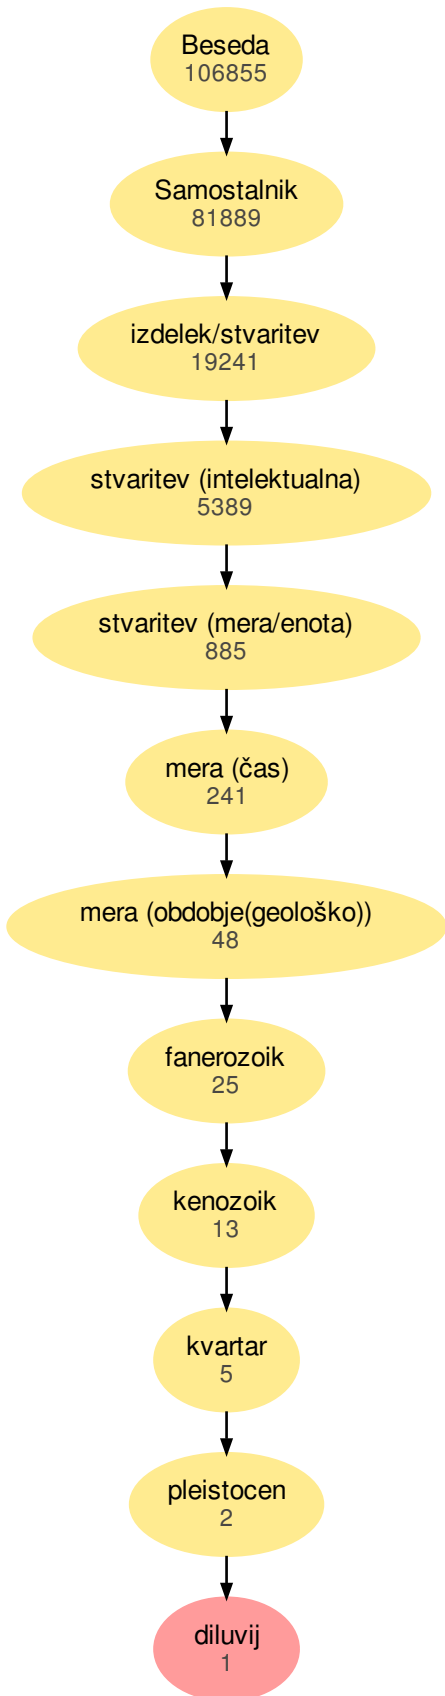 Beseda
106855
Samostalnik
81889
izdelek/stvaritev
19241
stvaritev (intelektualna)
5389
stvaritev (mera/enota)
885
mera (čas)
241
mera (obdobje(geološko))
48
fanerozoik
25
kenozoik
13
kvartar
5
pleistocen
2
diluvij
1